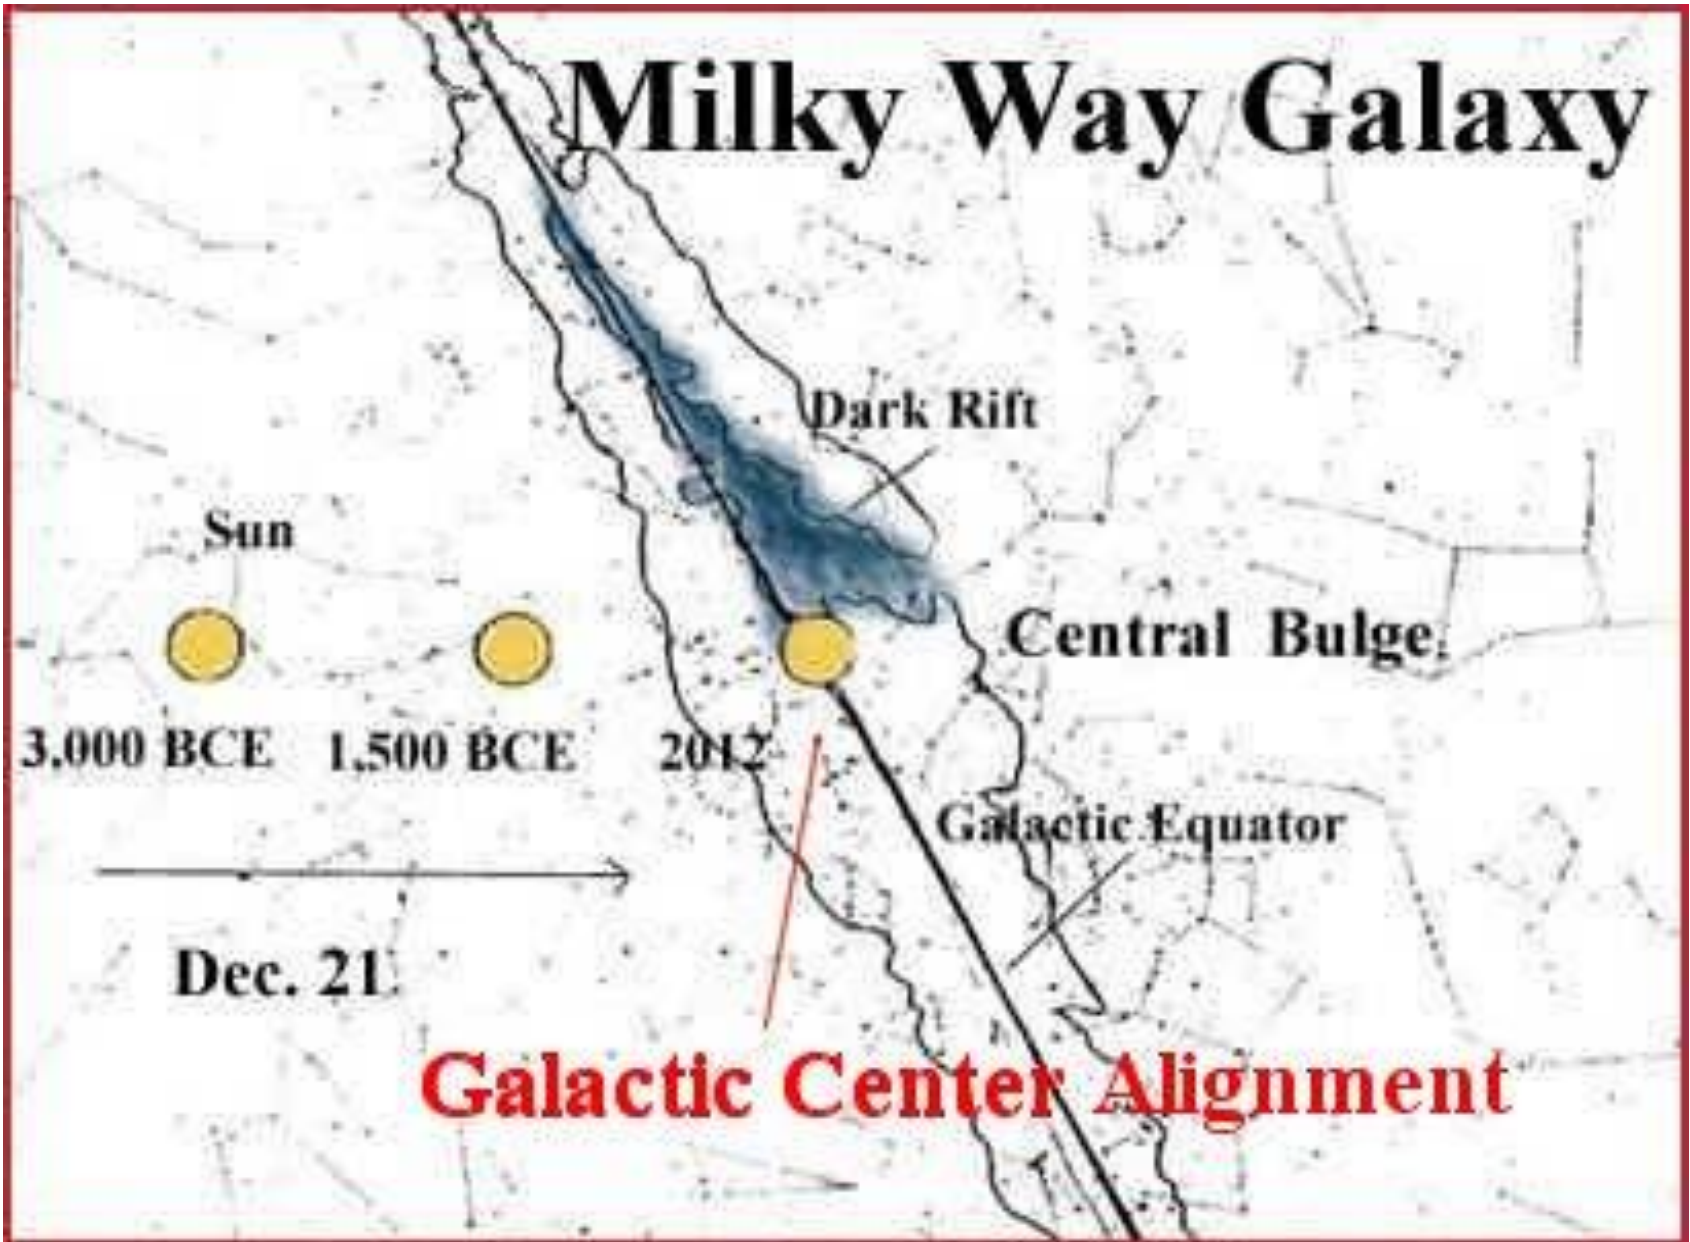 Milky Way Galaxy
Dark Rift
Sun
Central Bulge
3,000 BCE 1,500 BCE 2012
Galactic Equator
Dec. 21
Galactic Center Alignment